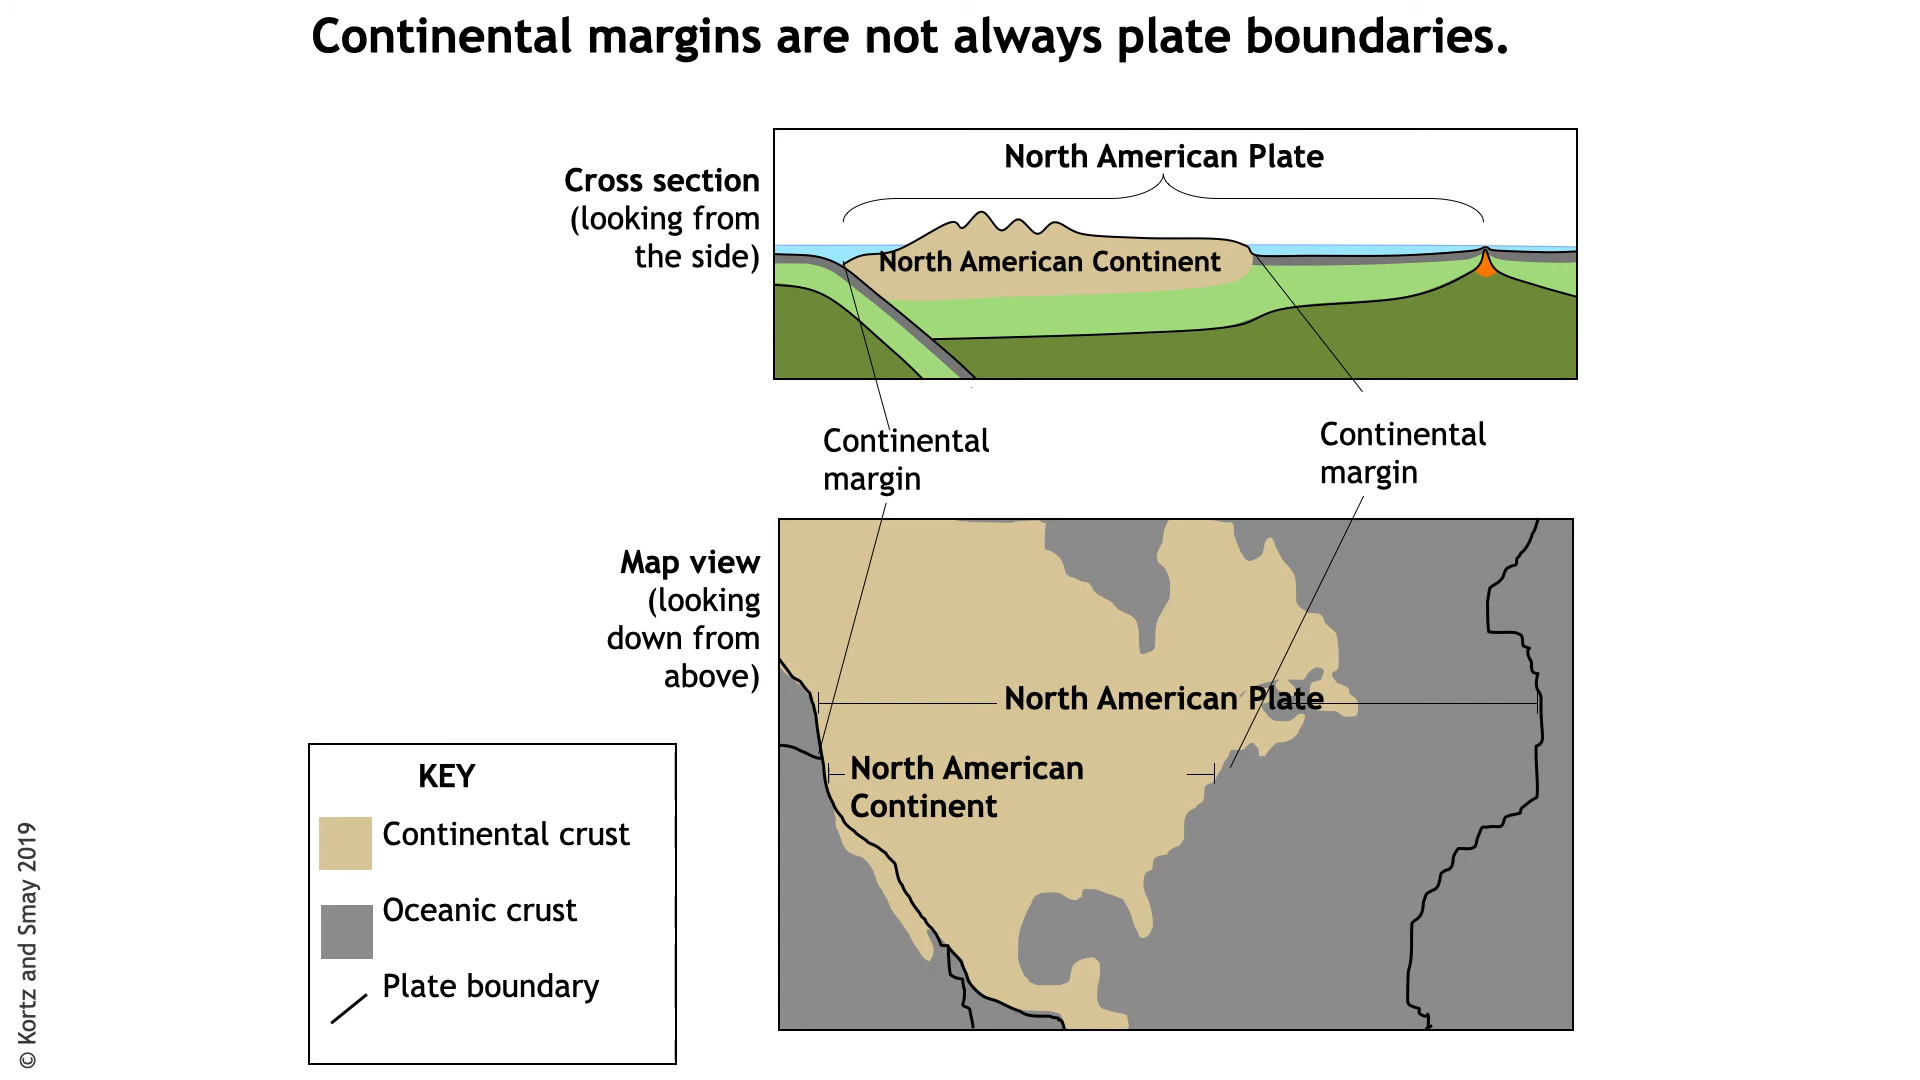 Continental margins are not always plate boundaries.
North American Plate
Cross section
(looking from
the side)
North American Continent
Continental
margin
Continental
margin
Map view
(looking
down from
above)
North American Plate
North American
Continent
KEY
Continental crust
Oceanic crust
Plate boundary
© Kortz and Smay 2019